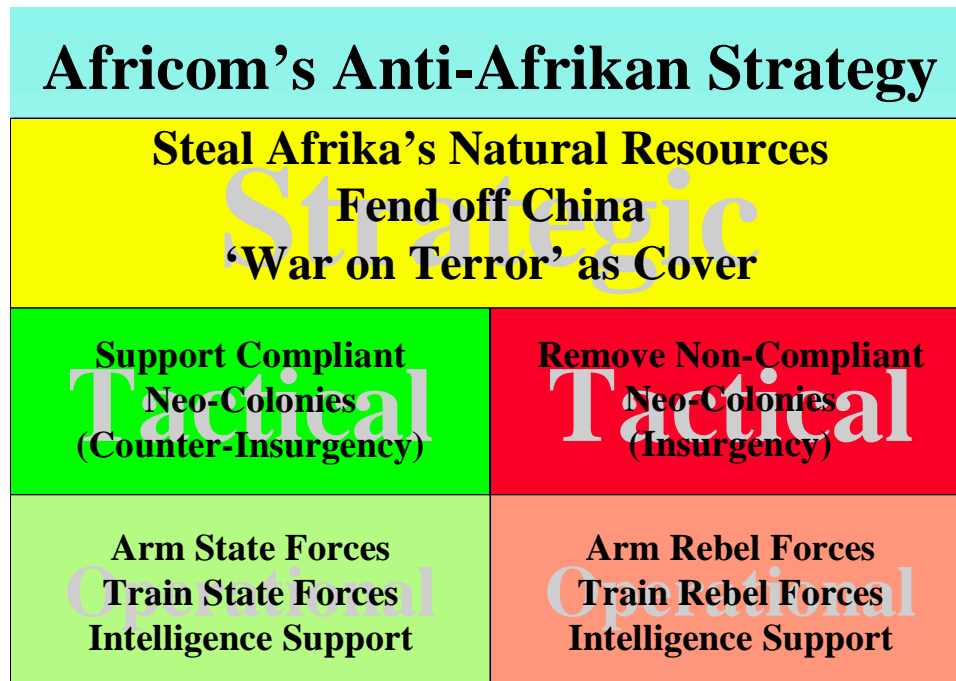 Africom’s Anti-Afrikan Strategy
Strategic
Steal Afrika’s Natural Resources
Fend off China
‘War on Terror’ as Cover
Tactical
Support Compliant
Neo-Colonies
(Counter-Insurgency)
Tactical
Remove Non-Compliant
Neo-Colonies
(Insurgency)
Operational
Arm State Forces
Train State Forces
Intelligence Support
Operational
Arm Rebel Forces
Train Rebel Forces
Intelligence Support